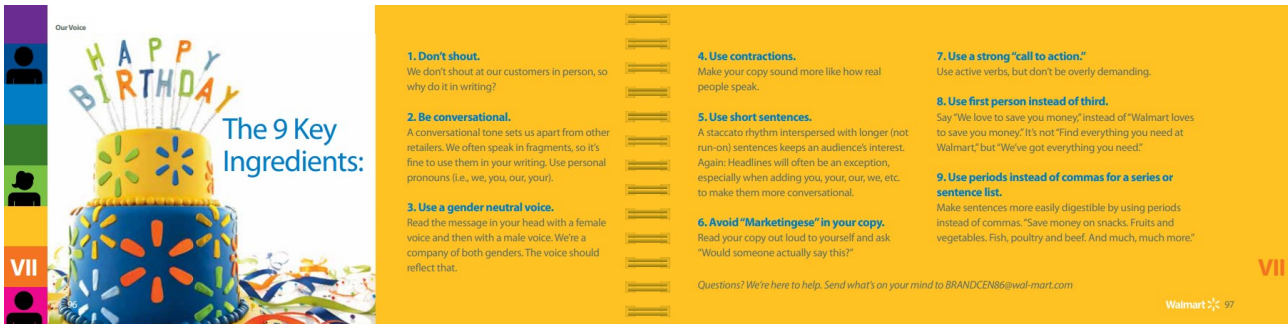 Our Voice
HAPPY
BIRTHDAY
The 9 Key
Ingredients:
VII
96
1. Don't shout.
We don't shout at our customers in person, so
why do it in writing?
2. Be conversational.
A conversational tone sets us apart from other
retailers. We often speak in fragments, so it's
fine to use them in your writing. Use personal
pronouns (i.e., we, you, our, your).
3. Use a gender neutral voice.
Read the message in your head with a female
voice and then with a male voice. We're a
company of both genders. The voice should
reflect that.
4. Use contractions.
Make your copy sound more like how real
people speak.
5. Use short sentences.
A staccato rhythm interspersed with longer (not
run-on) sentences keeps an audience's interest.
Again: Headlines will often be an exception,
especially when adding you, your, our, we, etc.
to make them more conversational.
6. Avoid "Marketingese" in your copy.
Read your copy out loud to yourself and ask
"Would someone actually say this?"
7. Use a strong "call to action."
Use active verbs, but don't be overly demanding.
8. Use first person instead of third.
Say "We love to save you money," instead of "Walmart loves
to save you money." It's not "Find everything you need at
Walmart," but "We've got everything you need."
9. Use periods instead of commas for a series or
sentence list.
Make sentences more easily digestible by using periods
instead of commas. "Save money on snacks. Fruits and
vegetables. Fish, poultry and beef. And much, much more."
Questions? We're here to help. Send what's on your mind to BRANDCEN86@wal-mart.com
VII
Walmart 97